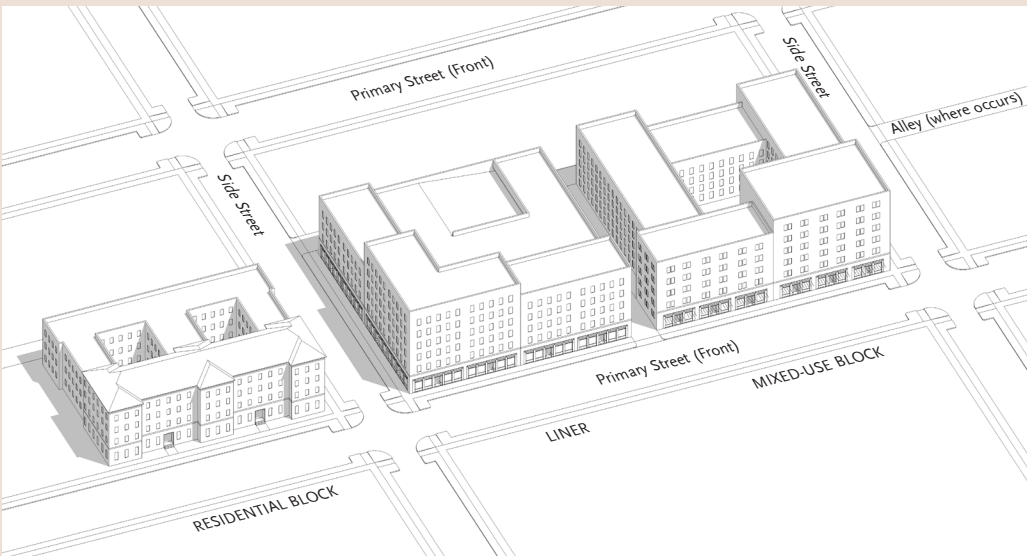 Primary Street (Front)
Side Street
Alley (where occurs)
Side Street
Primary Street (Front)
MIXED-USE BLOCK
LINER
RESIDENTIAL BLOCK